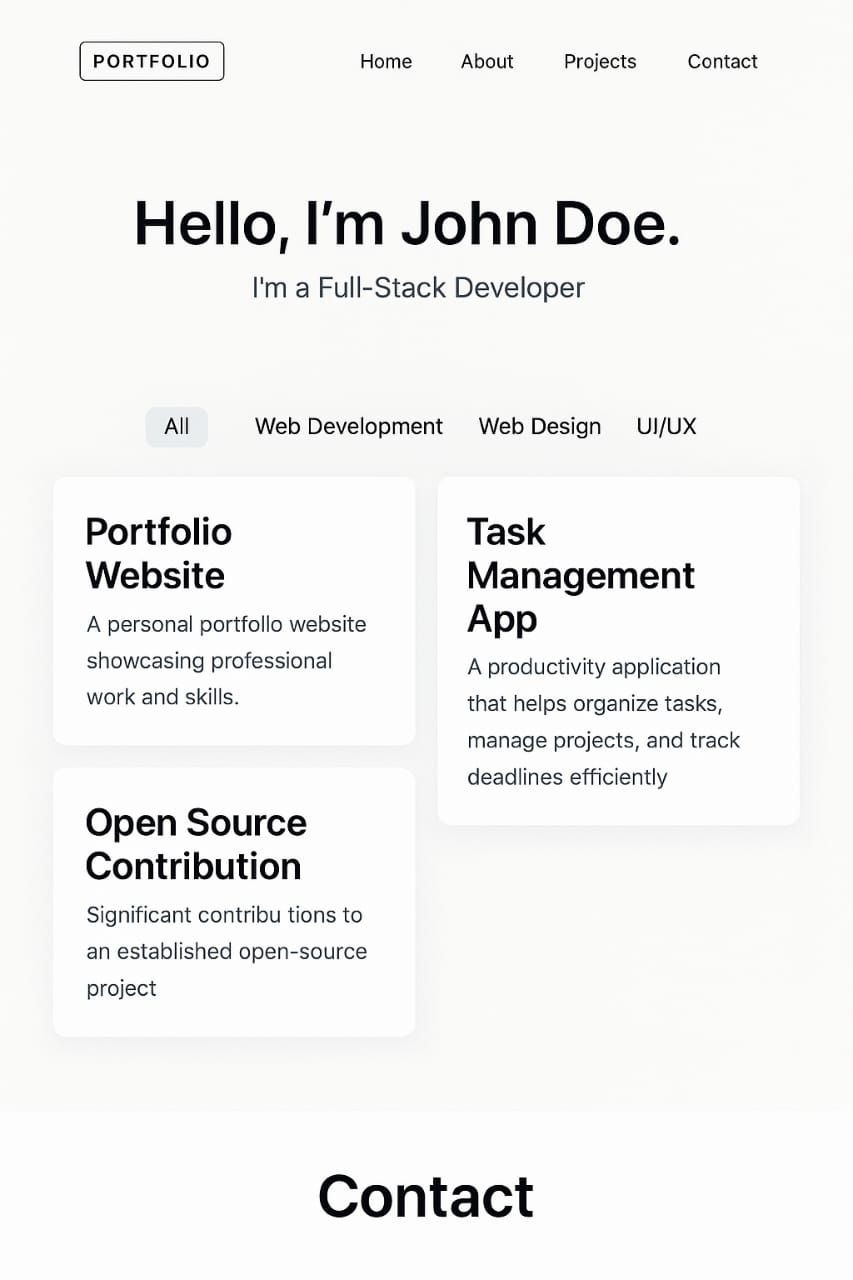 PORTFOLIO
Home About Projects Contact
Hello, I’m John Doe.
I'm a Full-Stack Developer
All Web Development Web Design UI/UX
Portfolio
Website
A personal portfollo website
showcasing professional
work and skills.
Task
Management
App
A productivity application
that helps organize tasks,
manage projects, and track
deadlines efficiently
Open Source
Contribution
Significant contribu tions to
an established open-source
project
Contact